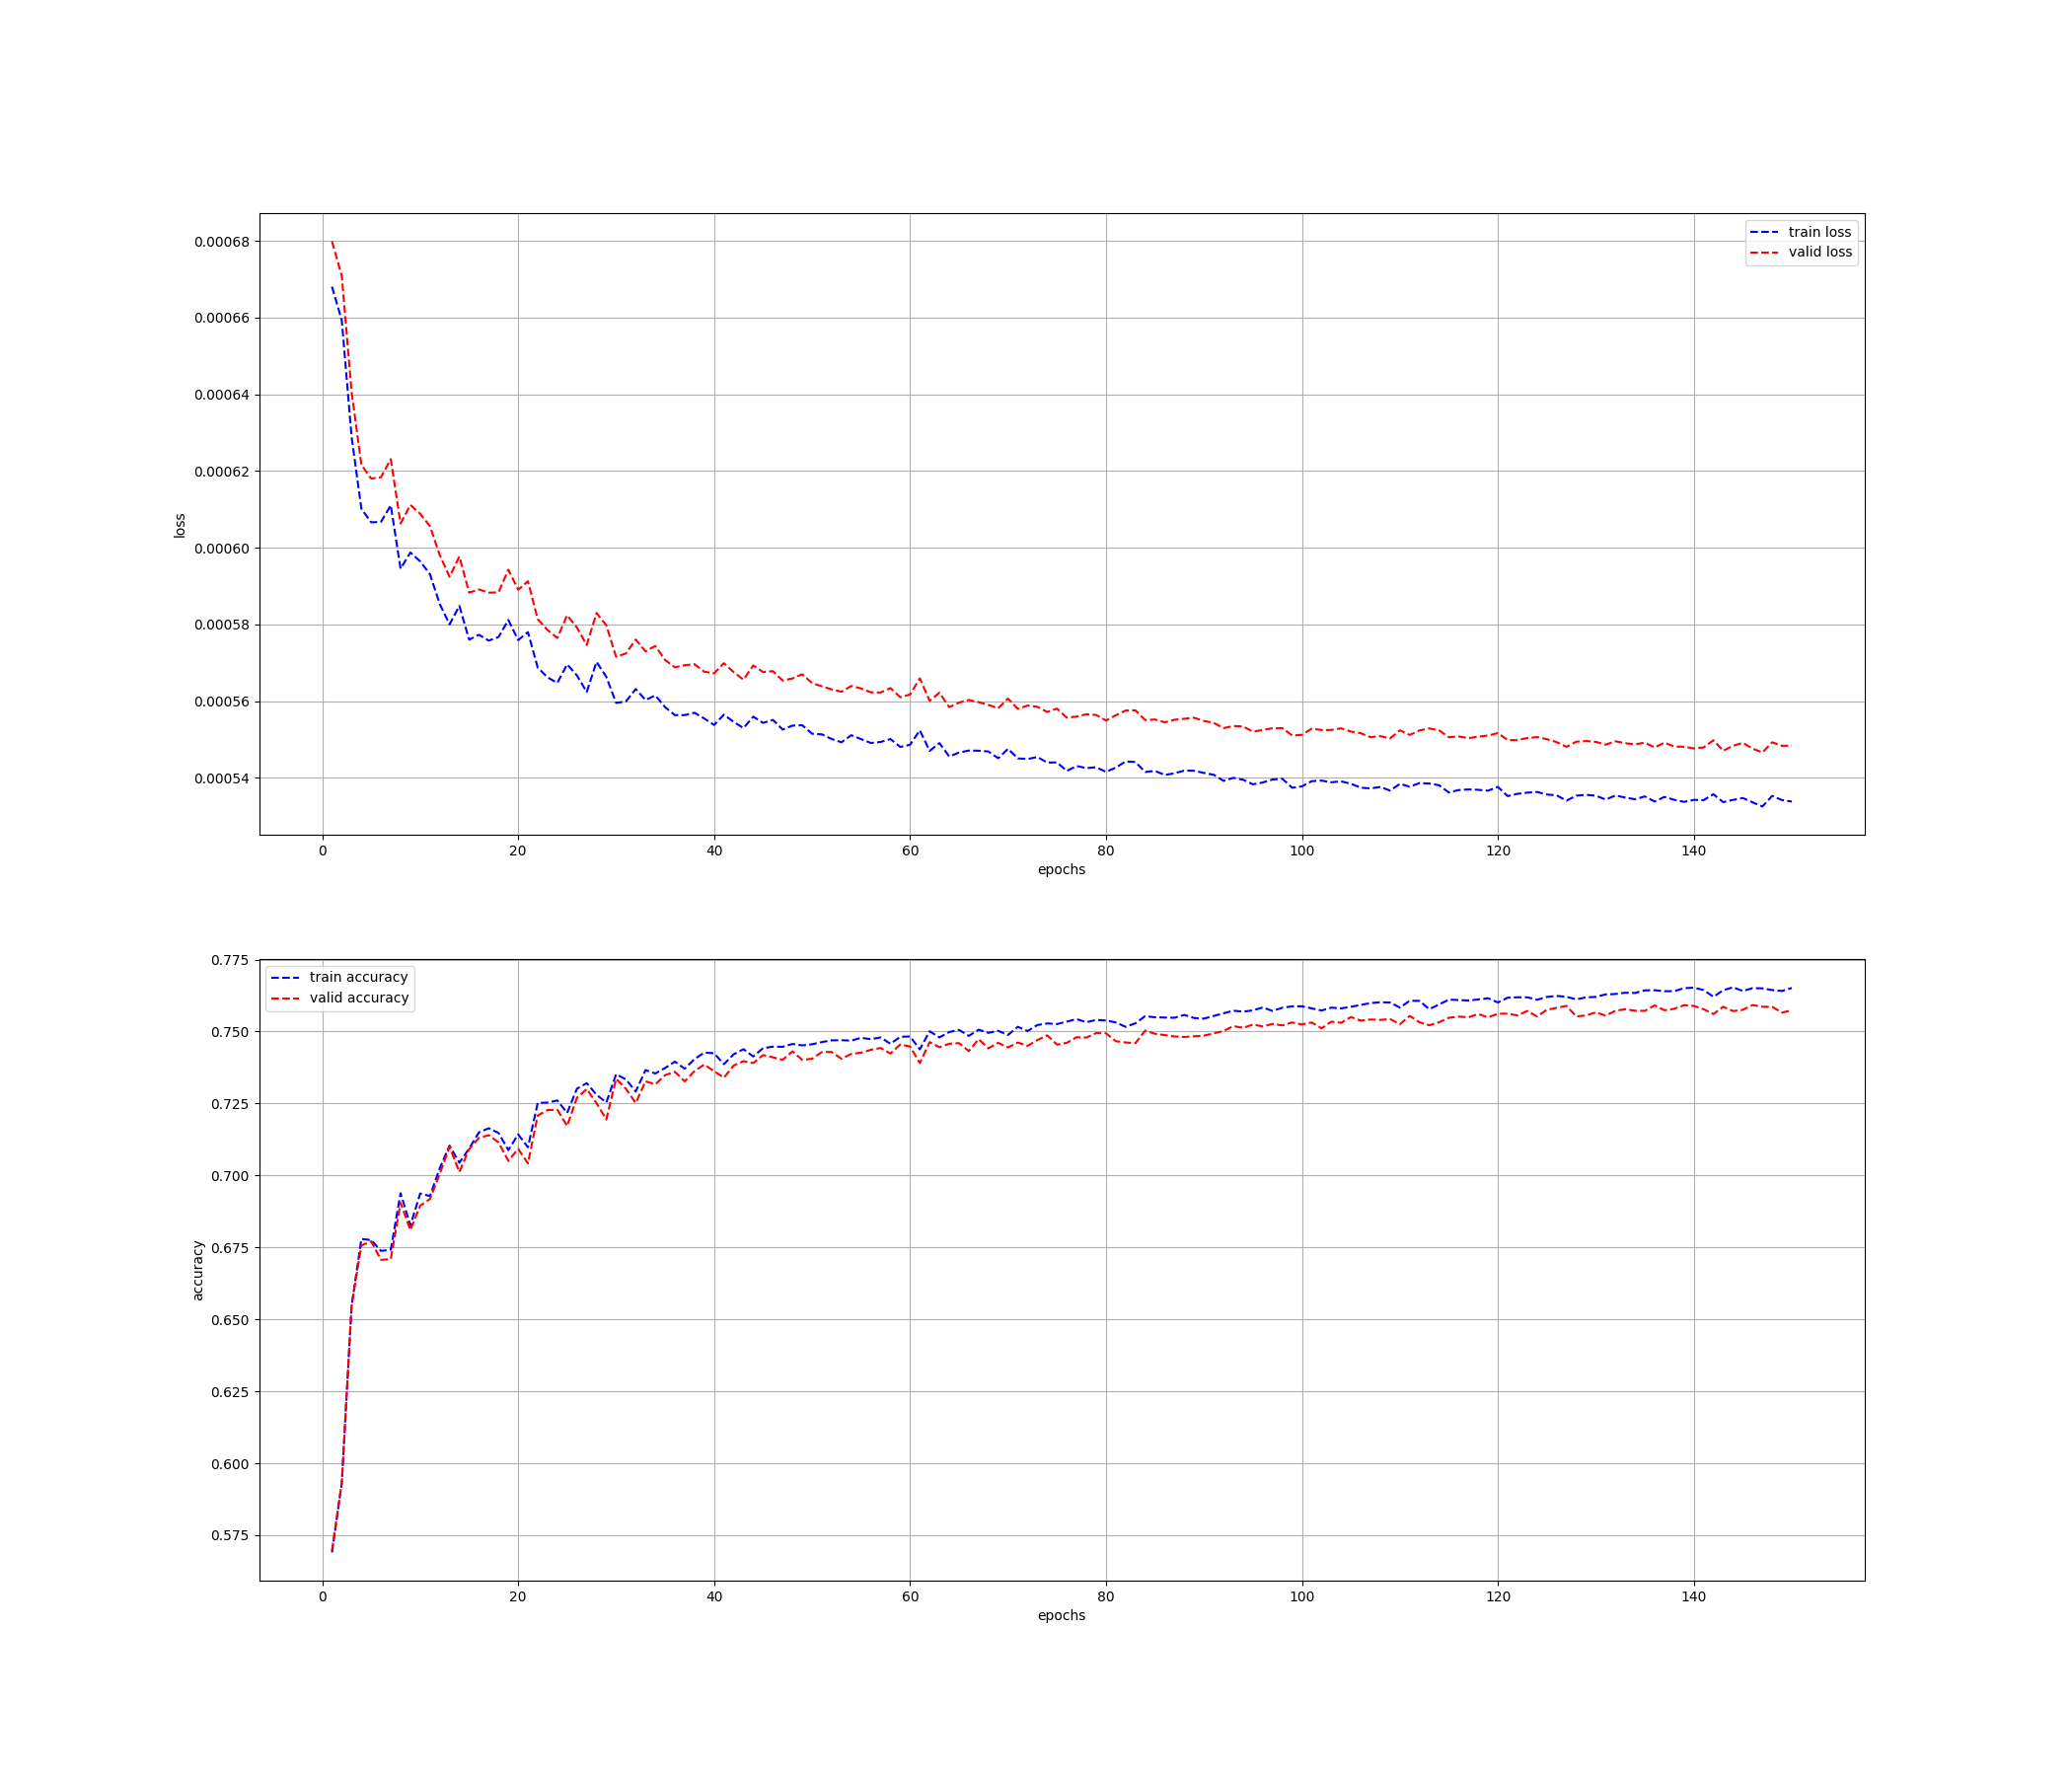 train loss
valid loss
0.00068
0.00066
0.00064
0.00062
0.00060
0.00058
0.00056
0.00054
loss
0 20 40 60 80 100 120 140
epochs
train accuracy
valid accuracy
0.775
0.750
0.725
0.700
0.675
0.650
0.625
0.600
0.575
accuracy
0 20 40 60 80 100 120 140
epochs